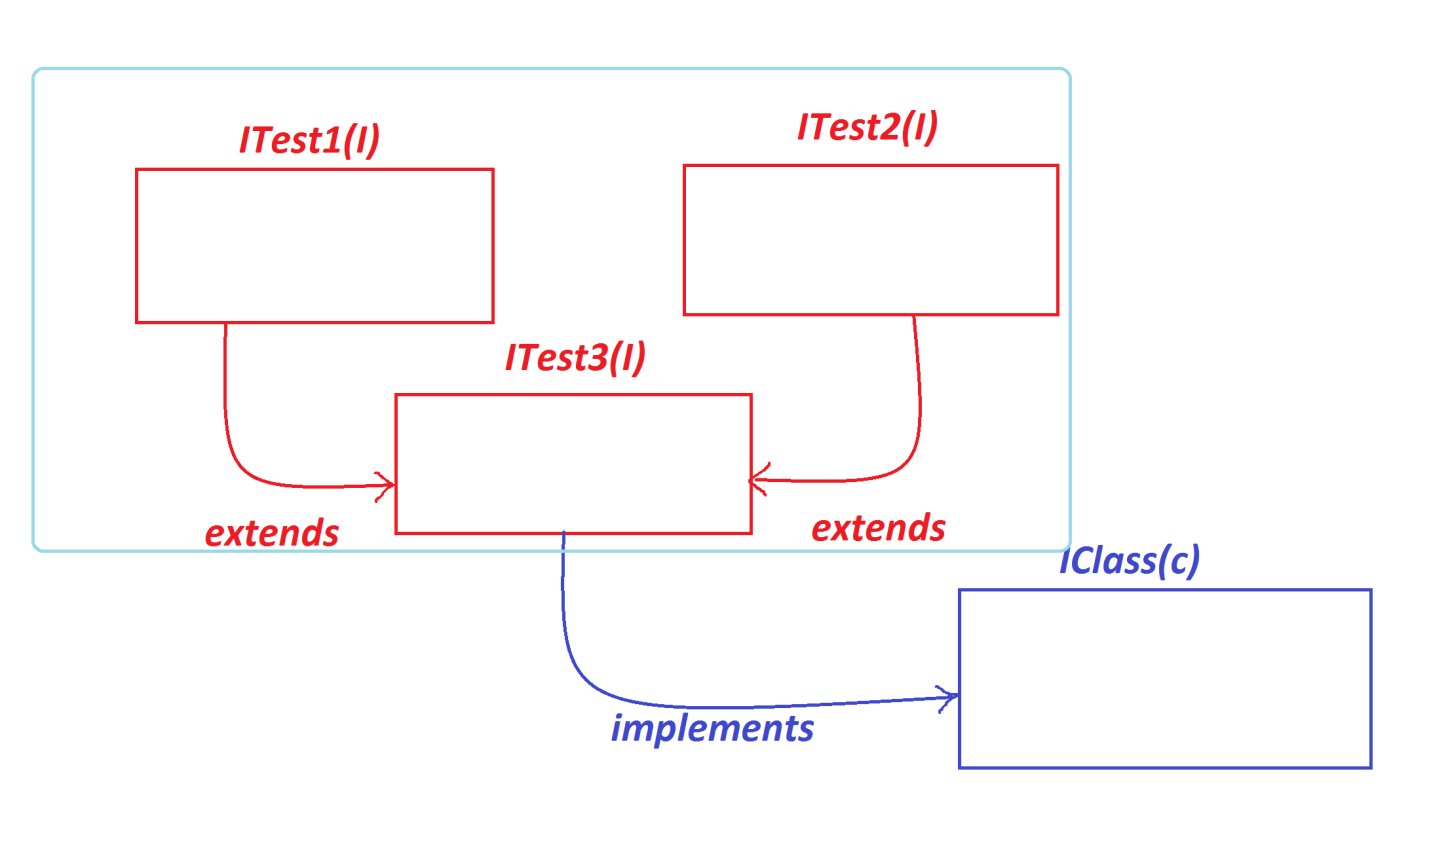 ITest1(I)
ITest2(I)
ITest3(I)
extends
extends
IClass(c)
implements